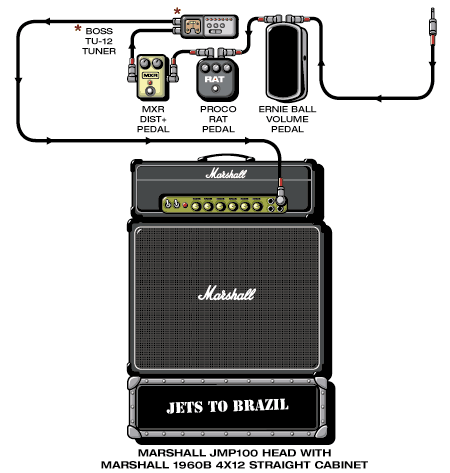 * BOSS
TU-12
TUNER
*
MXR
RAT
MXR
DIST+
PEDAL
PROCO
RAT
PEDAL
ERNIE BALL
VOLUME
PEDAL
Marshall
Marshall
JETS TO BRAZIL
MARSHALL JMP100 HEAD WITH
MARSHALL 1960B 4X12 STRAIGHT CABINET